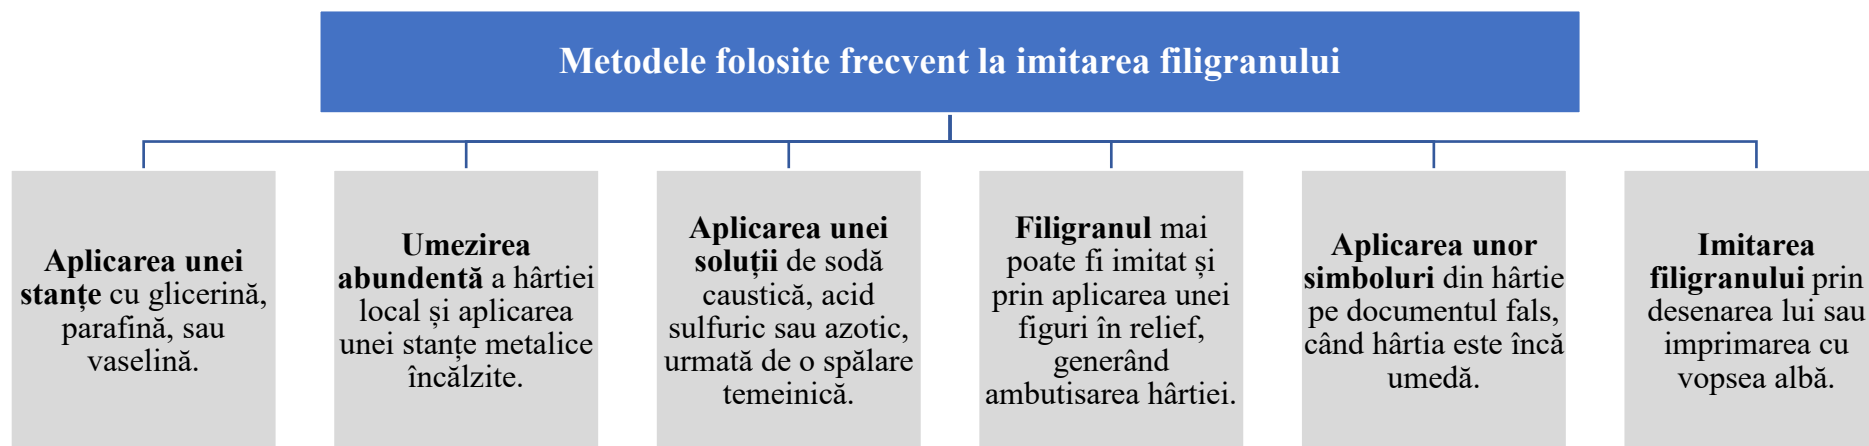 Metodele folosite frecvent la imitarea filigranului
Aplicarea unei
stanțe cu glicerină,
parafină, sau
vaselină.
Umezirea
abundentă a hârtiei
local și aplicarea
unei stanțe metalice
încălzite.
Aplicarea unei
soluții de sodă
caustică, acid
sulfuric sau azotic,
urmată de o spălare
temeinică.
Filigranul mai
poate fi imitat și
prin aplicarea unei
figuri în relief,
generând
ambutisarea hârtiei.
Aplicarea unor
simboluri din hârtie
pe documentul fals,
când hârtia este încă
umedă.
Imitarea
filigranului prin
desenarea lui sau
imprimarea cu
vopsea albă.